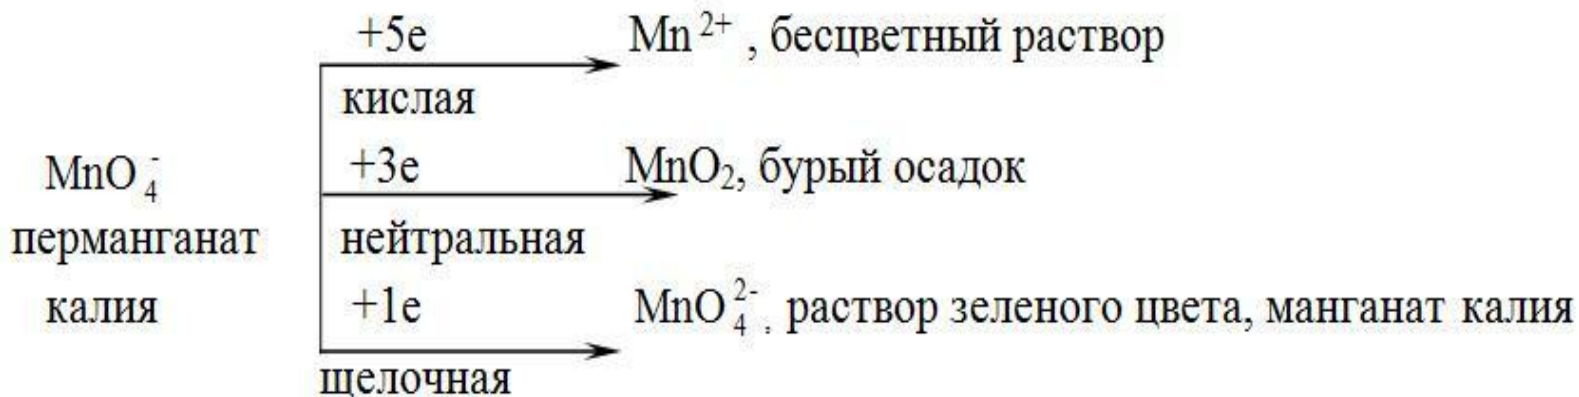 +5e Mn²⁺ , бесцветный раствор
кислая
MnO₄⁻ +3e MnO₂, бурый осадок
перманганат нейтральная
калия +1e MnO₄²⁻ , раствор зеленого цвета, манганат калия
щелочная